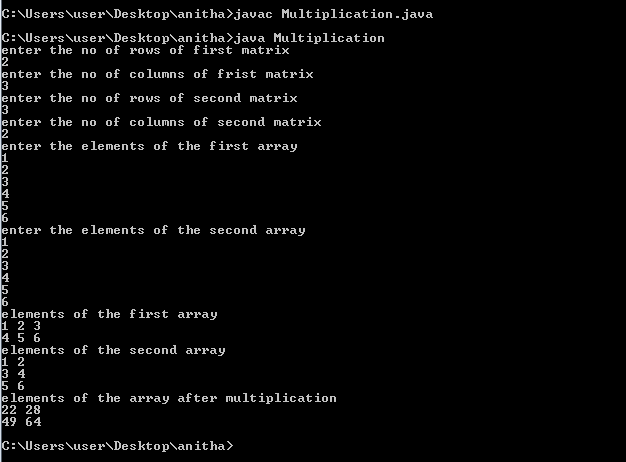 C:\Users\user\Desktop\anitha>javac Multiplication.java
C:\Users\user\Desktop\anitha>java Multiplication
enter the no of rows of first matrix
2
enter the no of columns of frist matrix
3
enter the no of rows of second matrix
3
enter the no of columns of second matrix
2
enter the elements of the first array
1
2
3
4
5
6
enter the elements of the second array
1
2
3
4
5
6
elements of the first array
1 2 3
4 5 6
elements of the second array
1 2
3 4
5 6
elements of the array after multiplication
22 28
49 64
C:\Users\user\Desktop\anitha>